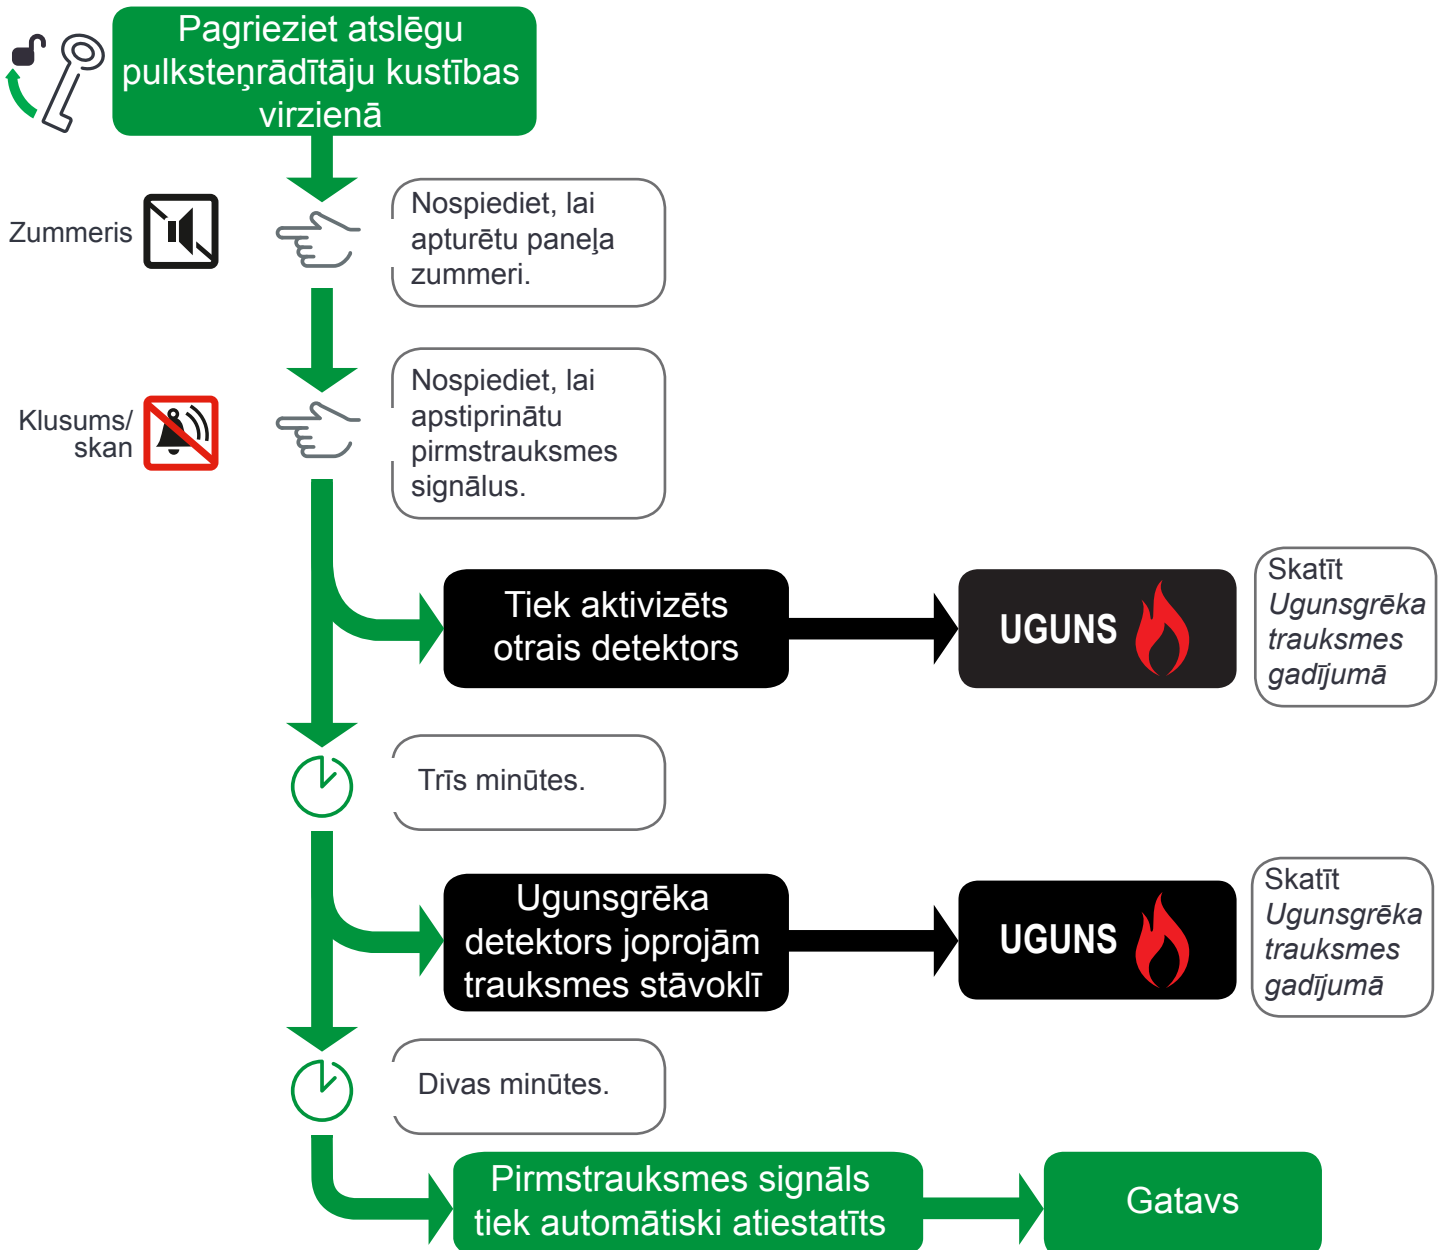 Pagrieziet atslēgu
pulksteņrādītāju kustības
virzienā
Zummeris
Nospiediet, lai
apturētu paneļa
zummeri.
Klusums/
skan
Nospiediet, lai
apstiprinātu
pirmstrauksmes
signālus.
Tiek aktivizēts
otrais detektors
UGUNS
Skatīt
Ugunsgrēka
trauksmes
gadījumā
Trīs minūtes.
Ugunsgrēka
detektors joprojām
trauksmes stāvoklī
UGUNS
Skatīt
Ugunsgrēka
trauksmes
gadījumā
Divas minūtes.
Pirmstrauksmes signāls
tiek automātiski atiestatīts
Gatavs